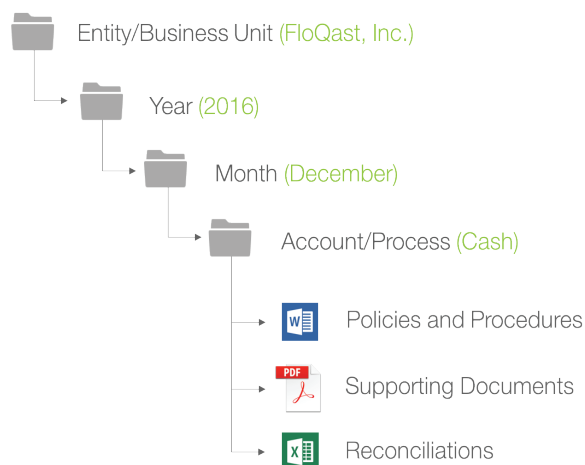 Entity/Business Unit (FloQast, Inc.)
Year (2016)
Month (December)
Account/Process (Cash)
W Policies and Procedures
PDF
Supporting Documents
X Reconciliations